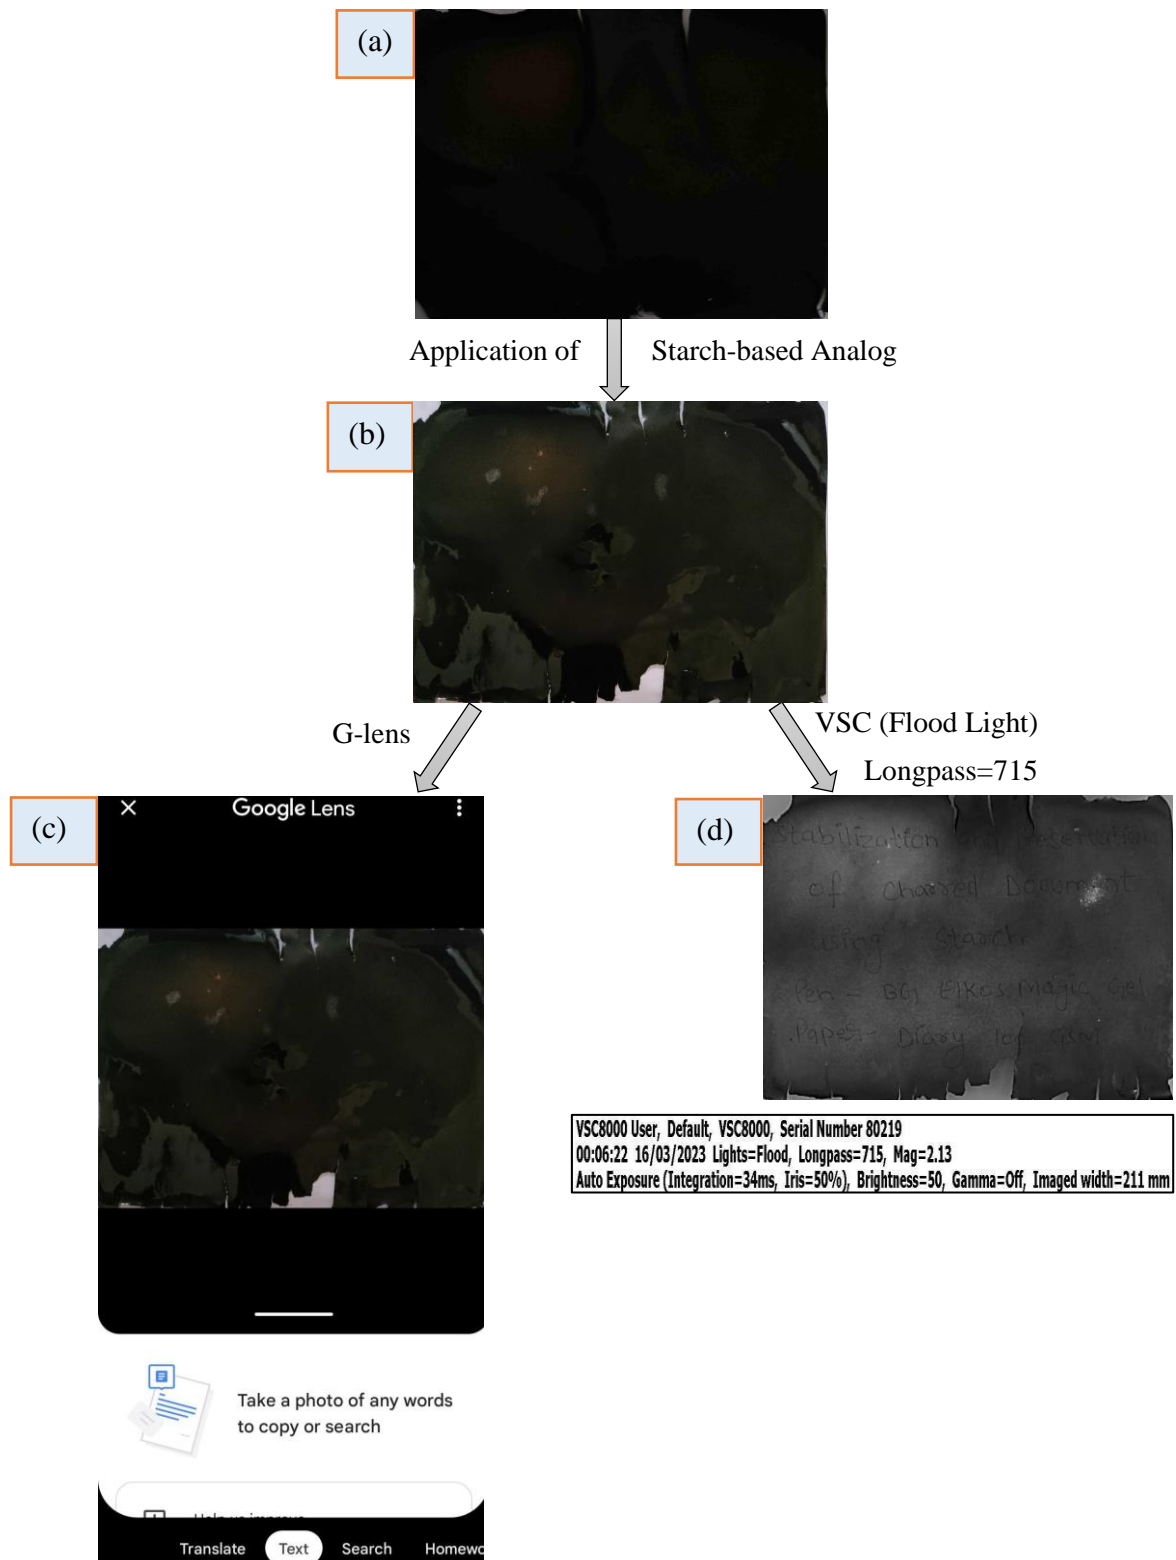 (a)
Application of Starch-based Analog
(b)
G-lens
VSC (Flood Light)
Longpass=715
(c)
Google Lens
(d)
Stabilization and
of Charred Document
using Starch
Pen - BG, Elkos Magic Gel
Paper- Diary GSM
VSC8000 User, Default, VSC8000, Serial Number 80219
00:06:22 16/03/2023 Lights=Flood, Longpass=715, Mag=2.13
Auto Exposure (Integration=34ms, Iris=50%), Brightness=50, Gamma=Off, Imaged width=211 mm
Take a photo of any words
to copy or search
Translate Text Search Homewo